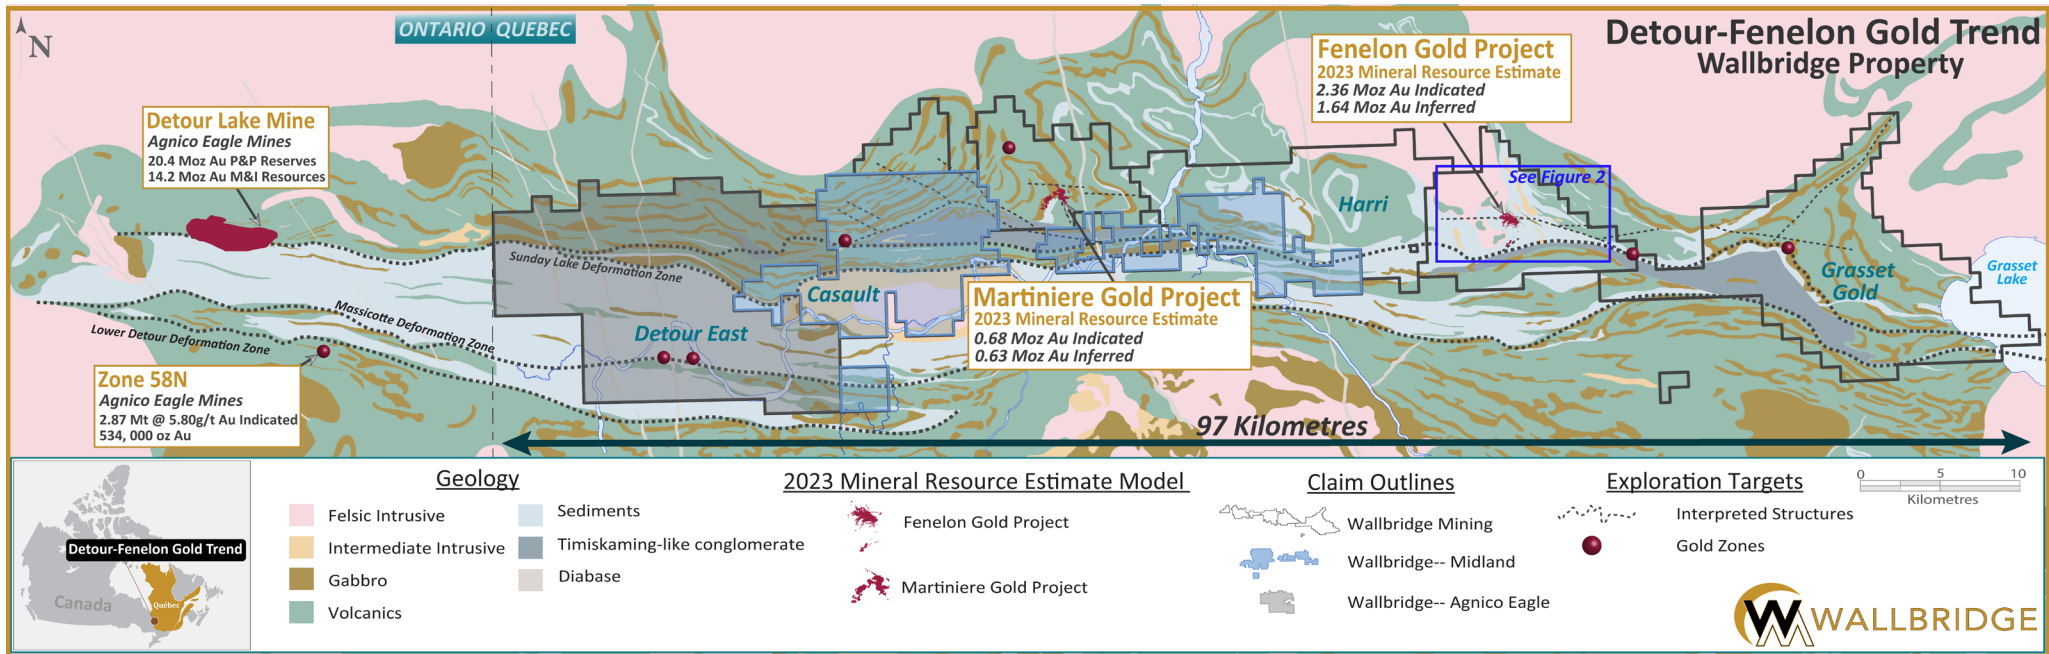 N
ONTARIO QUEBEC
Detour-Fenelon Gold Trend
Wallbridge Property
Fenelon Gold Project
2023 Mineral Resource Estimate
2.36 Moz Au Indicated
1.64 Moz Au Inferred
Detour Lake Mine
Agnico Eagle Mines
20.4 Moz Au P&P Reserves
14.2 Moz Au M&I Resources
See Figure 2
Harri
Sunday Lake Deformation Zone
Grasset
Gold
Grasset
Lake
Casault
Martiniere Gold Project
2023 Mineral Resource Estimate
0.68 Moz Au Indicated
0.63 Moz Au Inferred
Massicotte Deformation Zone
Lower Detour Deformation Zone
Detour East
Zone 58N
Agnico Eagle Mines
2.87 Mt @ 5.80g/t Au Indicated
534, 000 oz Au
97 Kilometres
Detour-Fenelon Gold Trend
Canada
Québec
Geology
Felsic Intrusive
Intermediate Intrusive
Gabbro
Volcanics
Sediments
Timiskaming-like conglomerate
Diabase
2023 Mineral Resource Estimate Model
Fenelon Gold Project
Martiniere Gold Project
Claim Outlines
Wallbridge Mining
Wallbridge-- Midland
Wallbridge-- Agnico Eagle
Exploration Targets
Interpreted Structures
Gold Zones
0 5 10
Kilometres
WALLBRIDGE